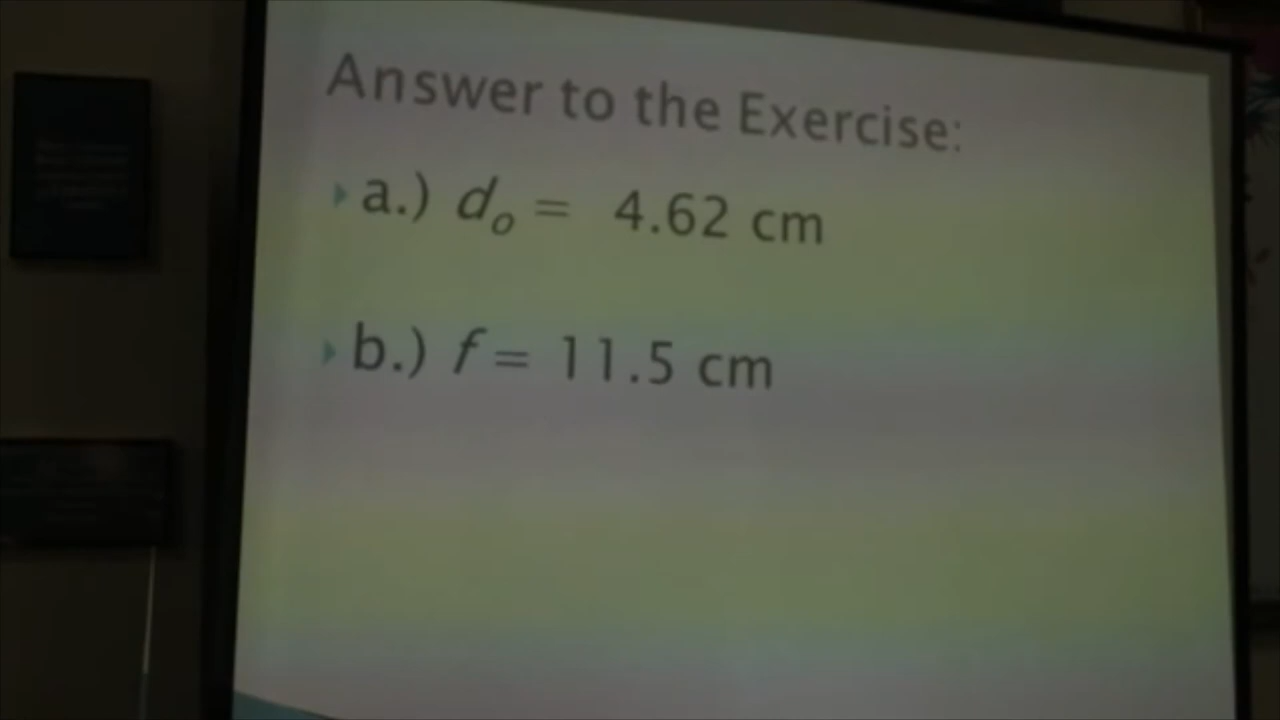 Answer to the Exercise:
a.) dₒ = 4.62 cm
b.) f = 11.5 cm